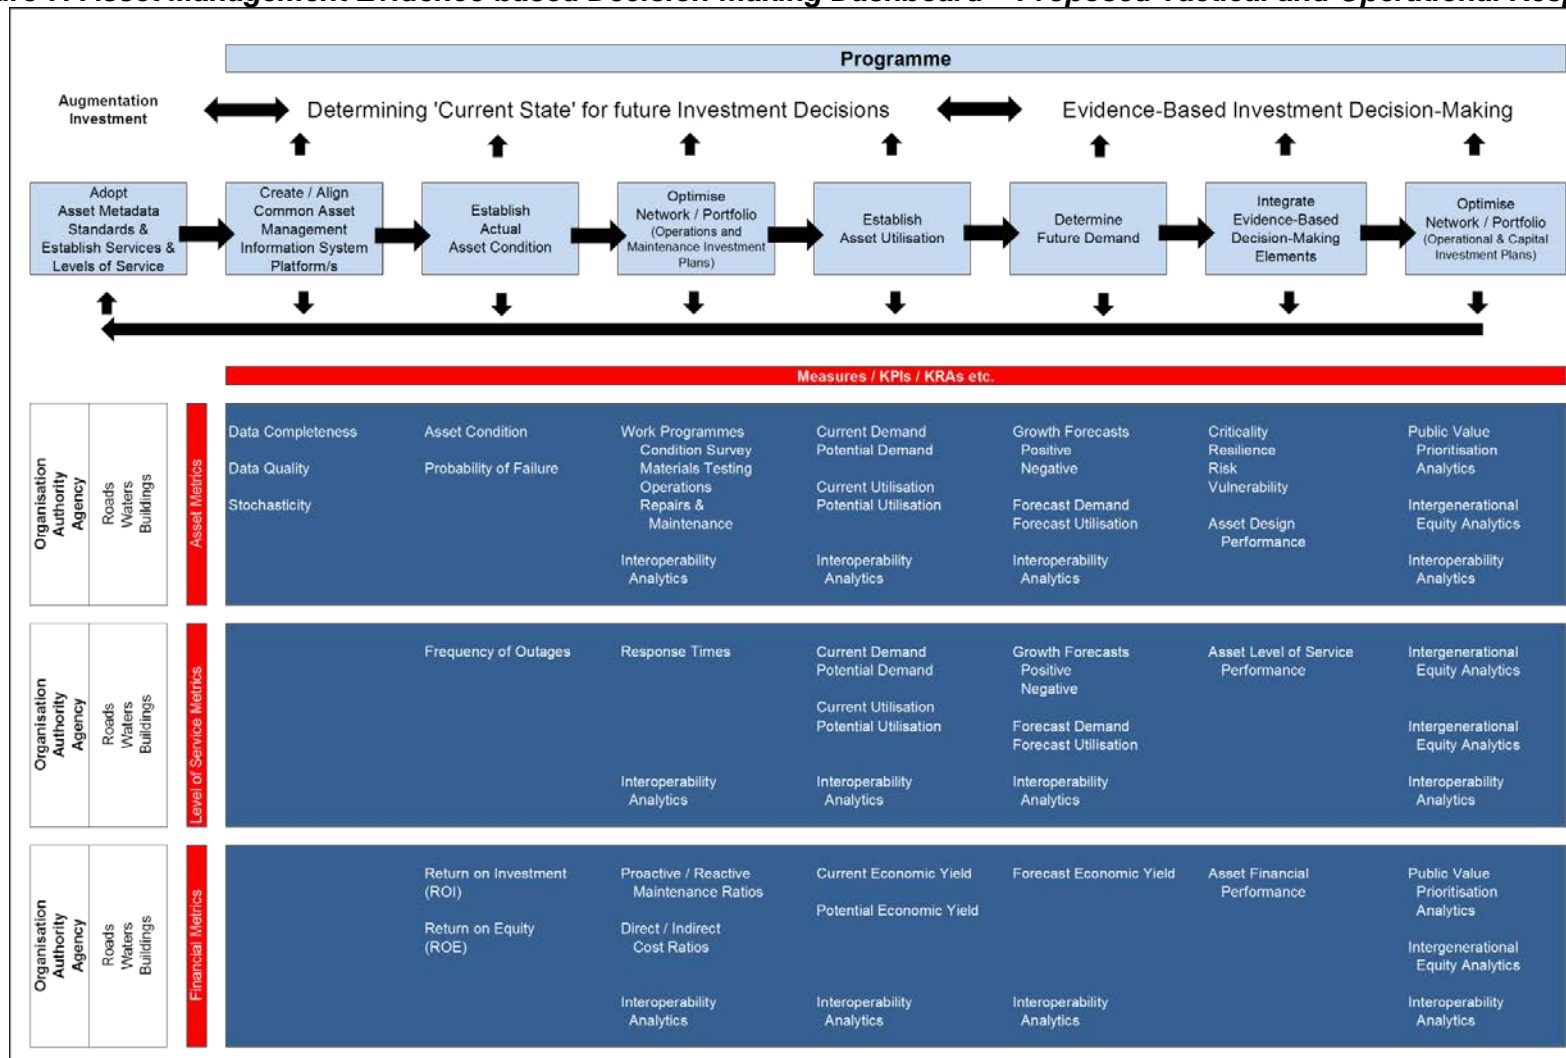 Asset Management Evidence based Decision Making Dashboard
Proposed Tactical and Operational
Programme
Augmentation
Investment
Determining 'Current State' for future Investment Decisions
Evidence-Based Investment Decision-Making
Adopt
Asset Metadata
Standards &
Establish Services &
Levels of Service
Create / Align
Common Asset
Management
Information System
Platform/s
Establish
Actual
Asset Condition
Optimise
Network / Portfolio
(Operations and
Maintenance Investment
Plans)
Establish
Asset Utilisation
Determine
Future Demand
Integrate
Evidence-Based
Decision-Making
Elements
Optimise
Network / Portfolio
(Operational & Capital
Investment Plans)
Measures / KPIs / KRAs etc.
Organisation
Authority
Agency
Roads
Waters
Buildings
Asset Metrics
Data Completeness
Data Quality
Stochasticity
Asset Condition
Probability of Failure
Work Programmes
Condition Survey
Materials Testing
Operations
Repairs &
Maintenance
Interoperability
Analytics
Current Demand
Potential Demand
Current Utilisation
Potential Utilisation
Interoperability
Analytics
Growth Forecasts
Positive
Negative
Forecast Demand
Forecast Utilisation
Interoperability
Analytics
Criticality
Resilience
Risk
Vulnerability
Asset Design
Performance
Public Value
Prioritisation
Analytics
Intergenerational
Equity Analytics
Interoperability
Analytics
Organisation
Authority
Agency
Roads
Waters
Buildings
Level of Service Metrics
Frequency of Outages
Response Times
Interoperability
Analytics
Current Demand
Potential Demand
Current Utilisation
Potential Utilisation
Interoperability
Analytics
Growth Forecasts
Positive
Negative
Forecast Demand
Forecast Utilisation
Interoperability
Analytics
Asset Level of Service
Performance
Intergenerational
Equity Analytics
Intergenerational
Equity Analytics
Interoperability
Analytics
Organisation
Authority
Agency
Roads
Waters
Buildings
Financial Metrics
Return on Investment
(ROI)
Return on Equity
(ROE)
Proactive / Reactive
Maintenance Ratios
Direct / Indirect
Cost Ratios
Interoperability
Analytics
Current Economic Yield
Potential Economic Yield
Interoperability
Analytics
Forecast Economic Yield
Interoperability
Analytics
Asset Financial
Performance
Public Value
Prioritisation
Analytics
Intergenerational
Equity Analytics
Interoperability
Analytics